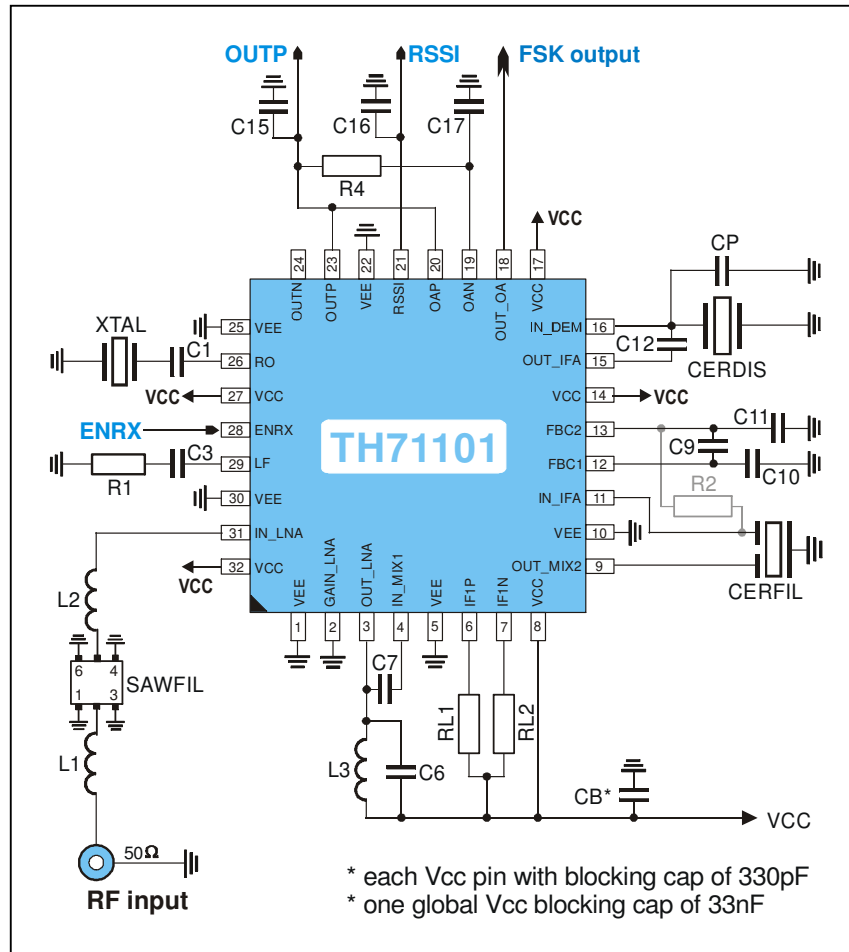 OUTP RSSI FSK output
C15 C16 C17
R4
VCC
24 23 22 21 20 19 18 17
OUTN OUTP VEE RSSI OAP OAN OUT_OA VCC
CP
XTAL
C1
25 VEE
26 RO
VCC 27 VCC
ENRX 28 ENRX
C3
R1
29 LF
30 VEE
31 IN_LNA
VCC 32 VCC
TH71101
IN_DEM 16
C12
OUT_IFA 15
CERDIS
VCC 14 VCC
FBC2 13
C11
C9
FBC1 12
C10
IN_IFA 11
R2
VEE 10
OUT_MIX2 9
CERFIL
VEE GAIN_LNA OUT_LNA IN_MIX1 VEE IF1P IF1N VCC
1 2 3 4 5 6 7 8
L2
6 4
1 3
SAWFIL
L1
C7
L3
C6
RL1
RL2
CB*
VCC
50Ω
RF input
* each Vcc pin with blocking cap of 330pF
* one global Vcc blocking cap of 33nF